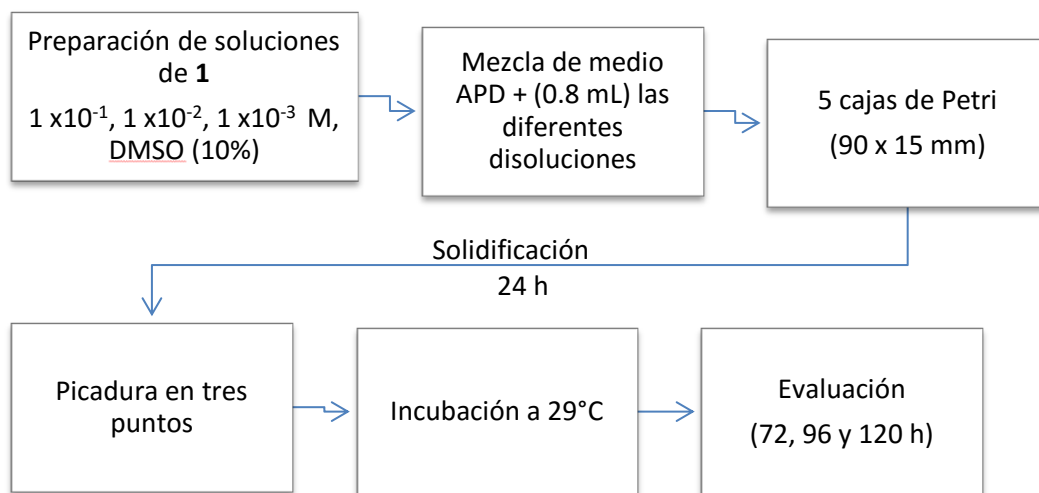 Preparación de soluciones
de 1
1 x10⁻¹, 1 x10⁻², 1 x10⁻³ M,
DMSO (10%)
Mezcla de medio
APD + (0.8 mL) las
diferentes
disoluciones
5 cajas de Petri
(90 x 15 mm)
Solidificación
24 h
Picadura en tres
puntos
Incubación a 29°C
Evaluación
(72, 96 y 120 h)